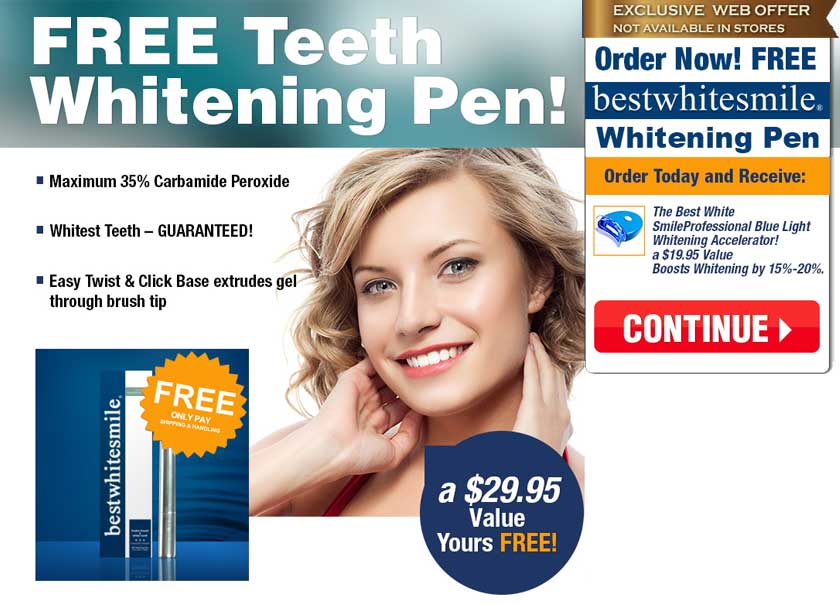 FREE Teeth
Whitening Pen!
Maximum 35% Carbamide Peroxide
Whitest Teeth – GUARANTEED!
Easy Twist & Click Base extrudes gel
through brush tip
bestwhitesmile®
FREE
ONLY PAY
SHIPPING & HANDLING
a $29.95
Value
Yours FREE!
EXCLUSIVE WEB OFFER
NOT AVAILABLE IN STORES
Order Now! FREE
bestwhitesmile®
Whitening Pen
Order Today and Receive:
The Best White
SmileProfessional Blue Light
Whitening Accelerator!
a $19.95 Value
Boosts Whitening by 15%-20%.
CONTINUE